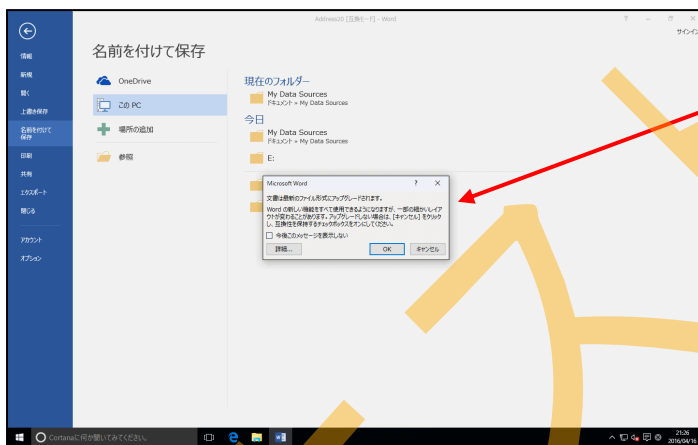 Address20 [互換モード] - Word
サインイン
情報
名前を付けて保存
新規
OneDrive
現在のフォルダー
開く
My Data Sources
ドキュメント » My Data Sources
この PC
上書き保存
今日
名前を付けて
保存
場所の追加
My Data Sources
ドキュメント » My Data Sources
印刷
参照
E:
共有
エクスポート
閉じる
アカウント
オプション
Microsoft Word
文書は最新のファイル形式にアップグレードされます。
Word の新しい機能をすべて使用できるようになりますが、一部の細かいレイア
ウトが変わることがあります。アップグレードしない場合は、[キャンセル] をクリック
し、互換性を保持するチェックボックスをオンにしてください。
今後このメッセージを表示しない
詳細...
OK
キャンセル
Cortanaに何か聞いてみてください。
21:26
2016/04/18